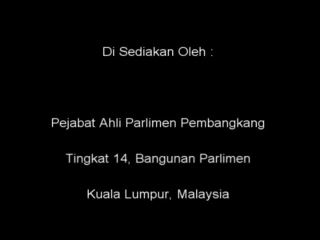 Di Sediakan Oleh :
Pejabat Ahli Parlimen Pembangkang
Tingkat 14, Bangunan Parlimen
Kuala Lumpur, Malaysia